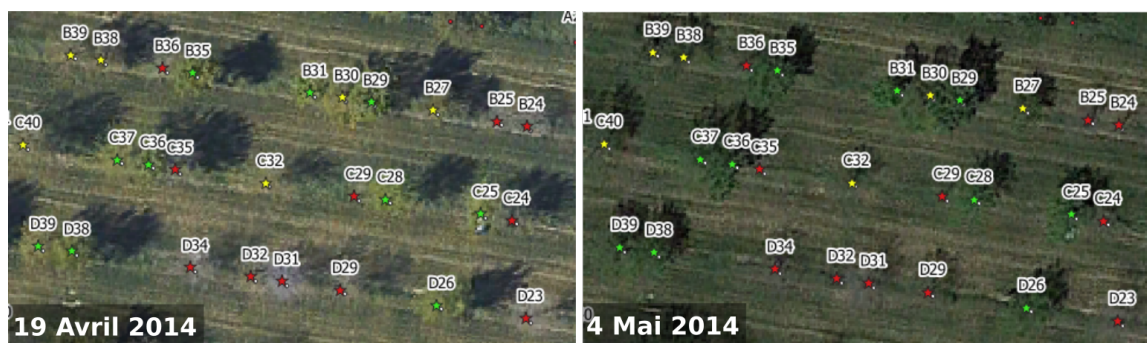 B39 B38 B36 B35 B31 B30 B29 B27 B25 B24
C40 C37 C36 C35 C32 C29 C28 C25 C24
D39 D38 D34 D32 D31 D29 D26 D23
19 Avril 2014
B39 B38 B36 B35 B31 B30 B29 B27 B25 B24
1 C40 C37 C36 C35 C32 C29 C28 C25 C24
D39 D38 D34 D32 D31 D29 D26 D23
4 Mai 2014